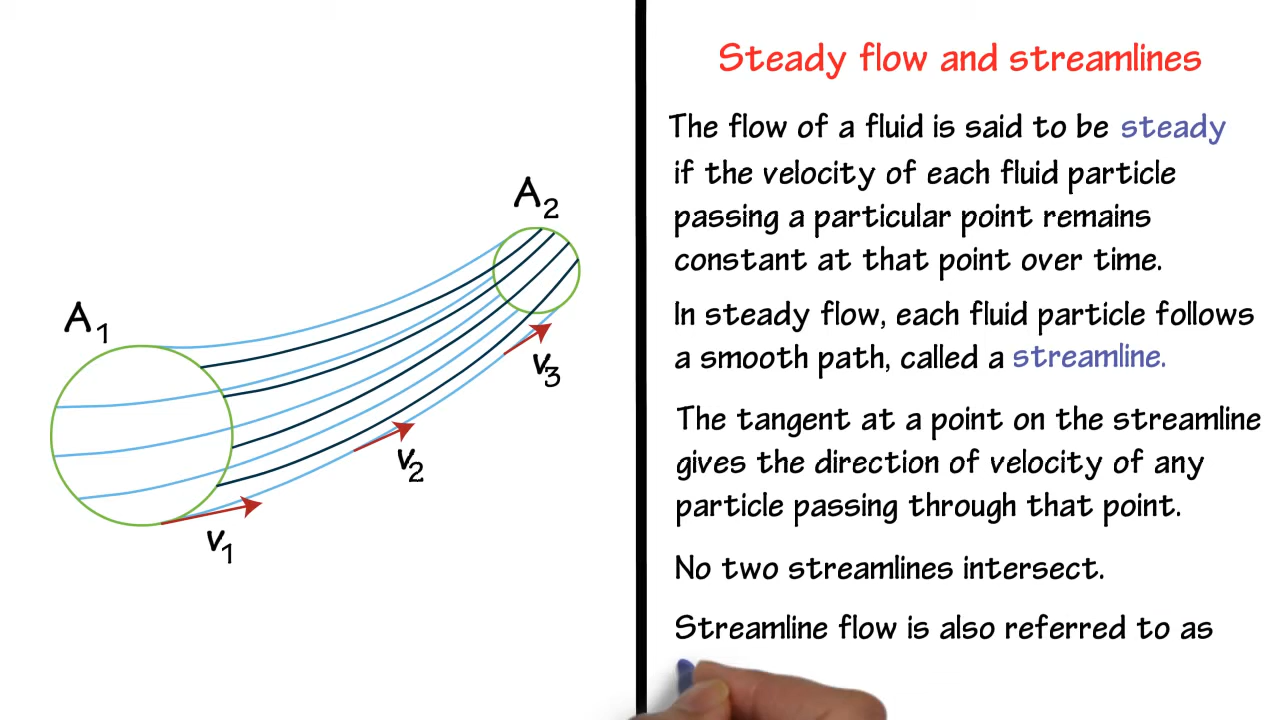 Steady flow and streamlines
The flow of a fluid is said to be steady
if the velocity of each fluid particle
passing a particular point remains
constant at that point over time.
In steady flow, each fluid particle follows
a smooth path, called a streamline.
The tangent at a point on the streamline
gives the direction of velocity of any
particle passing through that point.
No two streamlines intersect.
Streamline flow is also referred to as
A2
A1
v3
v2
v1